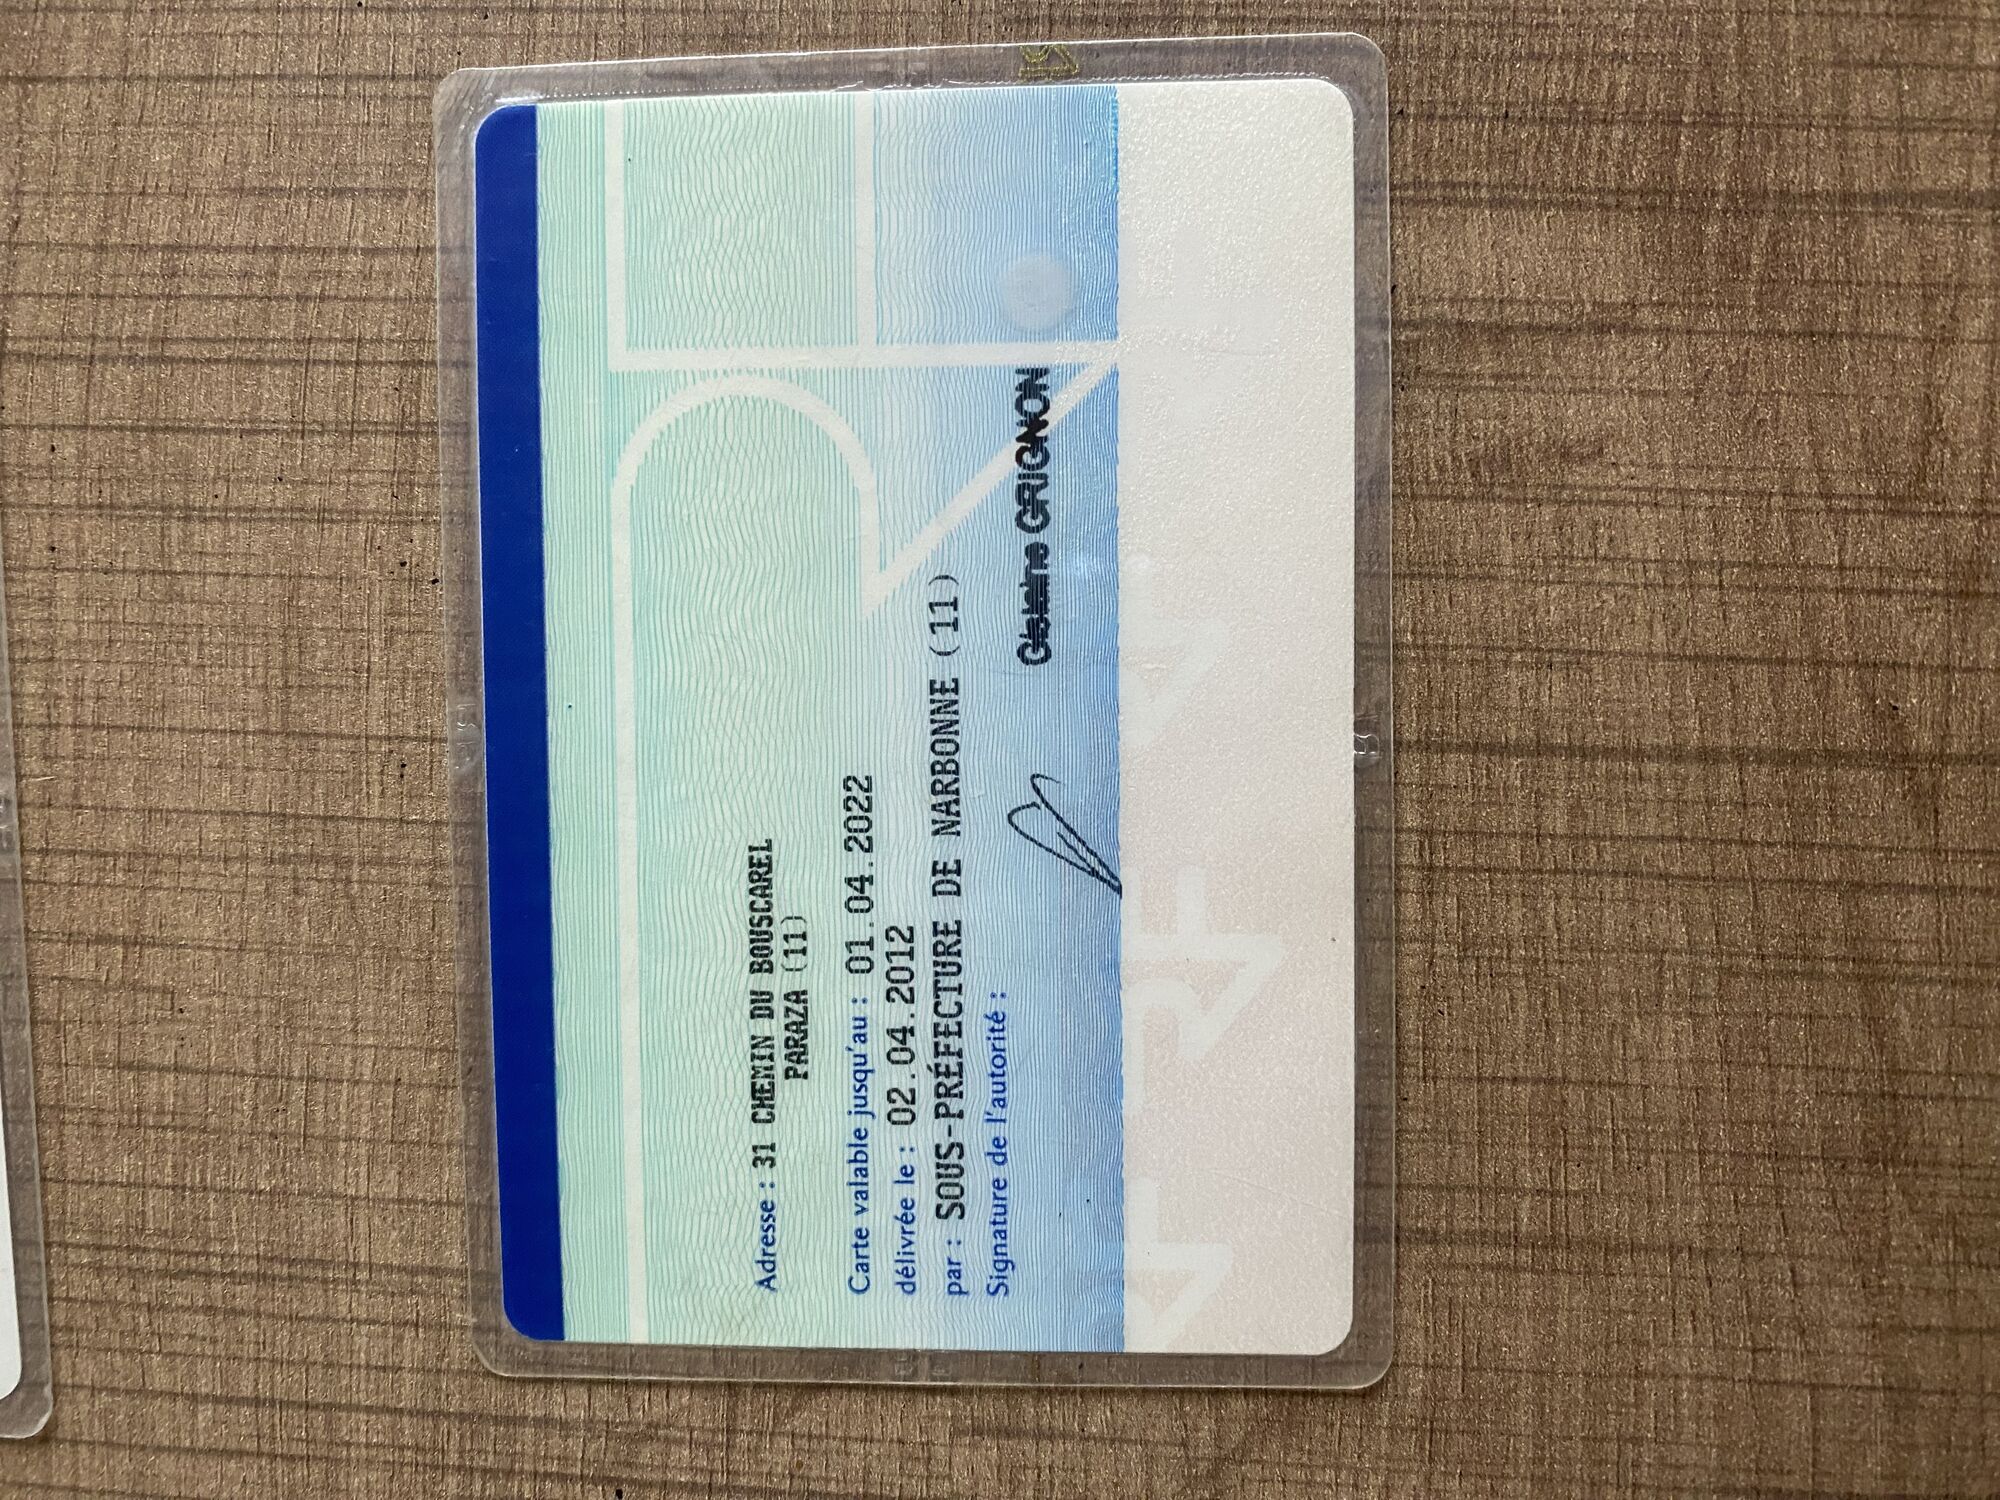 Adresse : 31 CHEMIN DU BOUSCAREL
PARAZA (11)
Carte valable jusqu'au : 01.04.2022
délivrée le : 02.04.2012
par : SOUS-PRÉFECTURE DE NARBONNE (11)
Signature de l'autorité :
GRIGNON